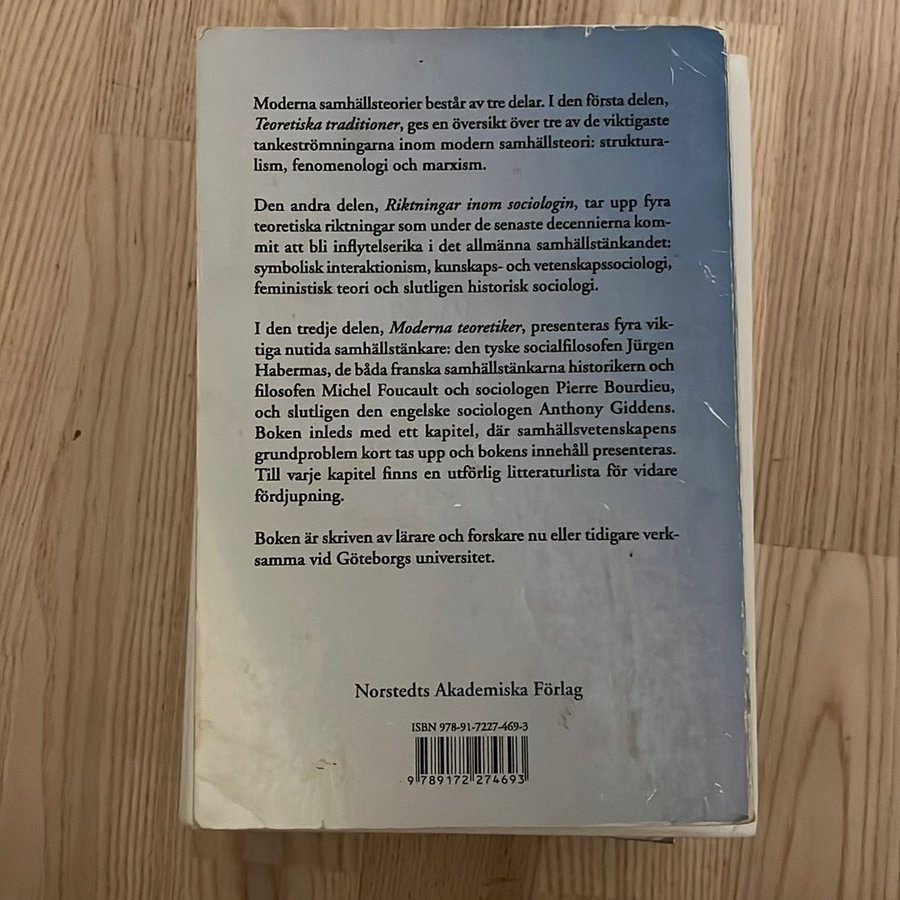 Moderna samhällsteorier består av tre delar. I den första delen,
Teoretiska traditioner, ges en översikt över tre av de viktigaste
tankeströmningarna inom modern samhällsteori: struktura-
lism, fenomenologi och marxism.
Den andra delen, Riktningar inom sociologin, tar upp fyra
teoretiska riktningar som under de senaste decennierna kom-
mit att bli inflytelserika i det allmänna samhällstänkandet:
symbolisk interaktionism, kunskaps- och vetenskapssociologi,
feministisk teori och slutligen historisk sociologi.
I den tredje delen, Moderna teoretiker, presenteras fyra vik-
tiga nutida samhällstänkare: den tyske socialfilosofen Jürgen
Habermas, de båda franska samhällstänkarna historikern och
filosofen Michel Foucault och sociologen Pierre Bourdieu,
och slutligen den engelske sociologen Anthony Giddens.
Boken inleds med ett kapitel, där samhällsvetenskapens
grundproblem kort tas upp och bokens innehåll presenteras.
Till varje kapitel finns en utförlig litteraturlista för vidare
fördjupning.
Boken är skriven av lärare och forskare nu eller tidigare verk-
samma vid Göteborgs universitet.
Norstedts Akademiska Förlag
ISBN 978-91-7227-469-3
9 789172 274693